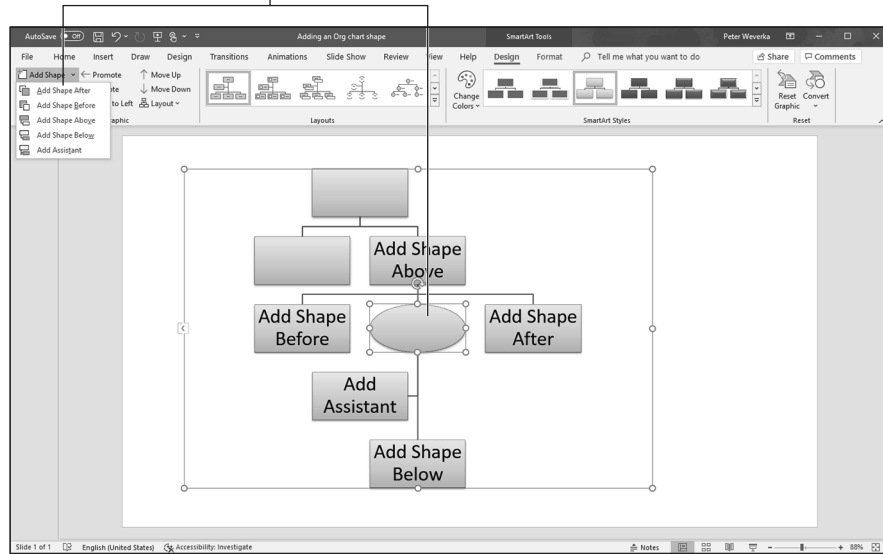 AutoSave Off
Adding an Org chart shape
SmartArt Tools
Peter Weverka
File Home Insert Draw Design Transitions Animations Slide Show Review View Help Design Format Tell me what you want to do Share Comments
Add Shape Promote Move Up
Move Down
to Left Layout
Add Shape After
Add Shape Before
Add Shape Above
Add Shape Below
Add Assistant
Layouts
Change
Colors
SmartArt Styles
Reset
Graphic
Convert
Reset
Add Shape
Above
Add Shape
Before
Add Shape
After
Add
Assistant
Add Shape
Below
Slide 1 of 1 English (United States) Accessibility: Investigate Notes 88%